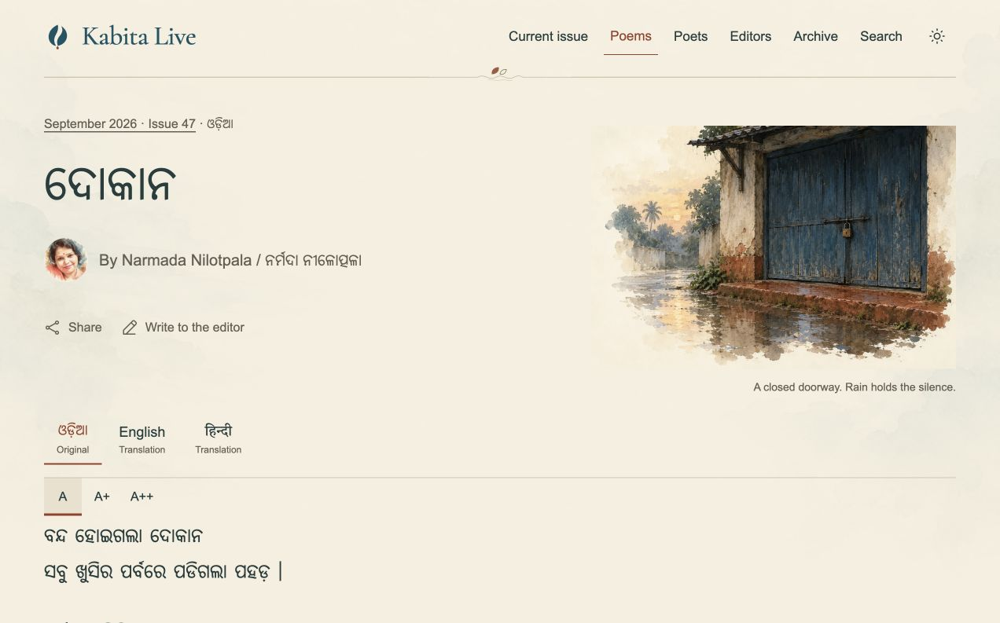 Kabita Live
Current issue Poems Poets Editors Archive Search
September 2026 · Issue 47 · ଓଡ଼ିଆ
ଦୋକାନ
By Narmada Nilotpala / ନର୍ମଦା ନୀଳୋତ୍ପଳା
Share Write to the editor
A closed doorway. Rain holds the silence.
ଓଡ଼ିଆ English हिन्दी
Original Translation Translation
A A+ A++
ବନ୍ଦ ହୋଇଗଲା ଦୋକାନ
ସବୁ ଖୁସିର ପର୍ବରେ ପଡିଗଲା ପହଡ଼ |